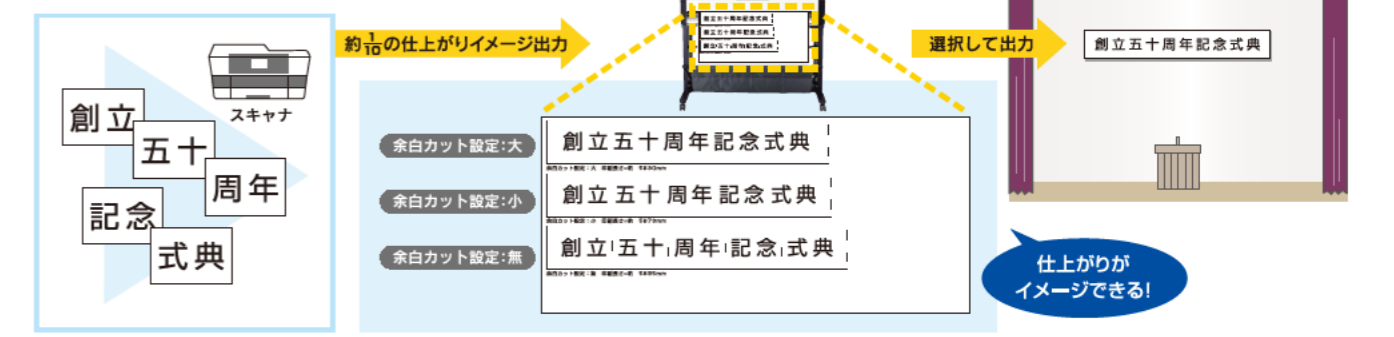 創立
五十
周年
記念
式典
スキャナ
約1/10の仕上がりイメージ出力
創立五十周年記念式典
創立五十周年記念式典
創立五十周年記念式典
選択して出力
創立五十周年記念式典
余白カット設定:大
創立五十周年記念式典
余白カット設定:小
創立五十周年記念式典
余白カット設定:無
創立五十周年記念式典
仕上がりが
イメージできる!